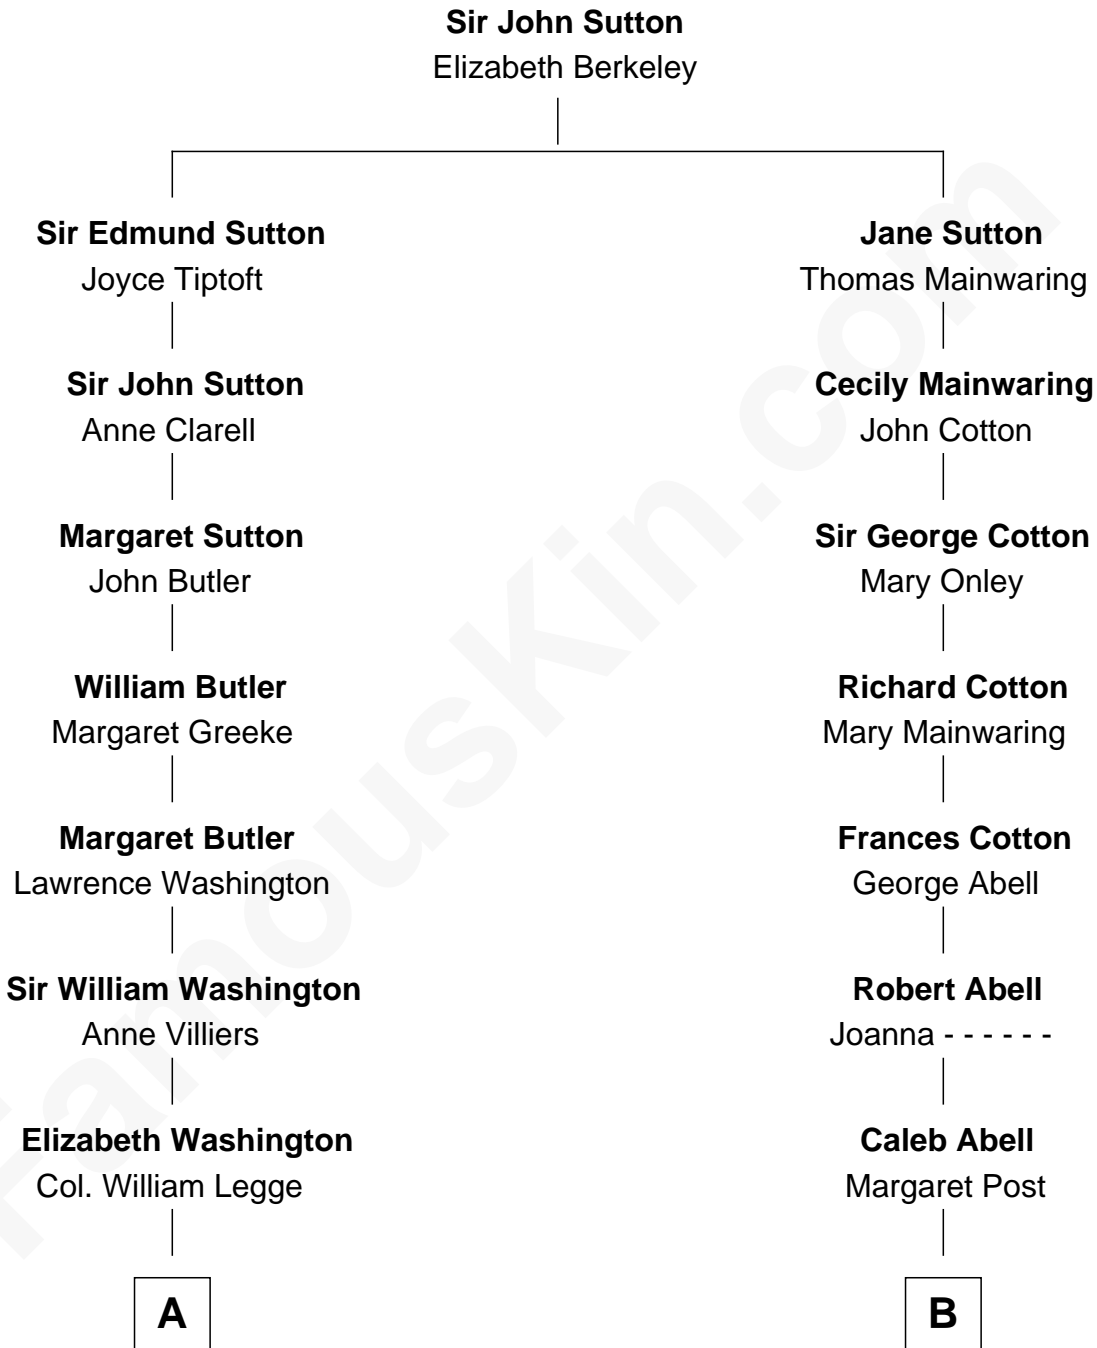 Sir John Sutton
Elizabeth Berkeley
Sir Edmund Sutton
Joyce Tiptoft
Jane Sutton
Thomas Mainwaring
Sir John Sutton
Anne Clarell
Cecily Mainwaring
John Cotton
Margaret Sutton
John Butler
Sir George Cotton
Mary Onley
William Butler
Margaret Greeke
Richard Cotton
Mary Mainwaring
Margaret Butler
Lawrence Washington
Frances Cotton
George Abell
Sir William Washington
Anne Villiers
Robert Abell
Joanna - - - - - -
Elizabeth Washington
Col. William Legge
Caleb Abell
Margaret Post
A
B
FamousKin.com